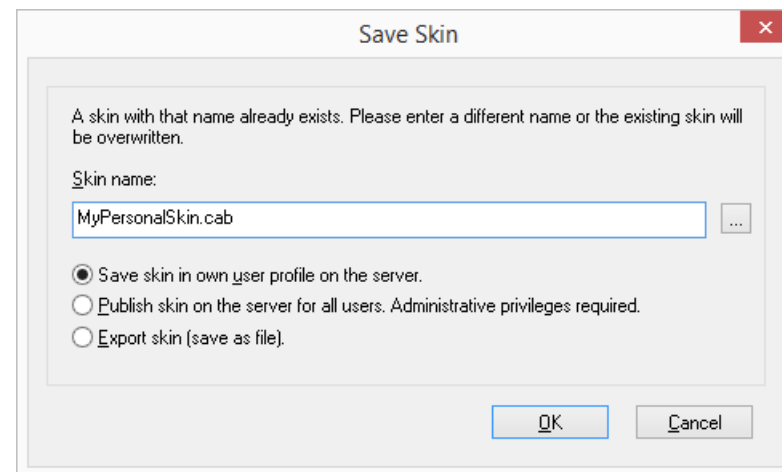 Save Skin
A skin with that name already exists. Please enter a different name or the existing skin will
be overwritten.
Skin name:
MyPersonalSkin.cab
...
Save skin in own user profile on the server.
Publish skin on the server for all users. Administrative privileges required.
Export skin (save as file).
OK
Cancel